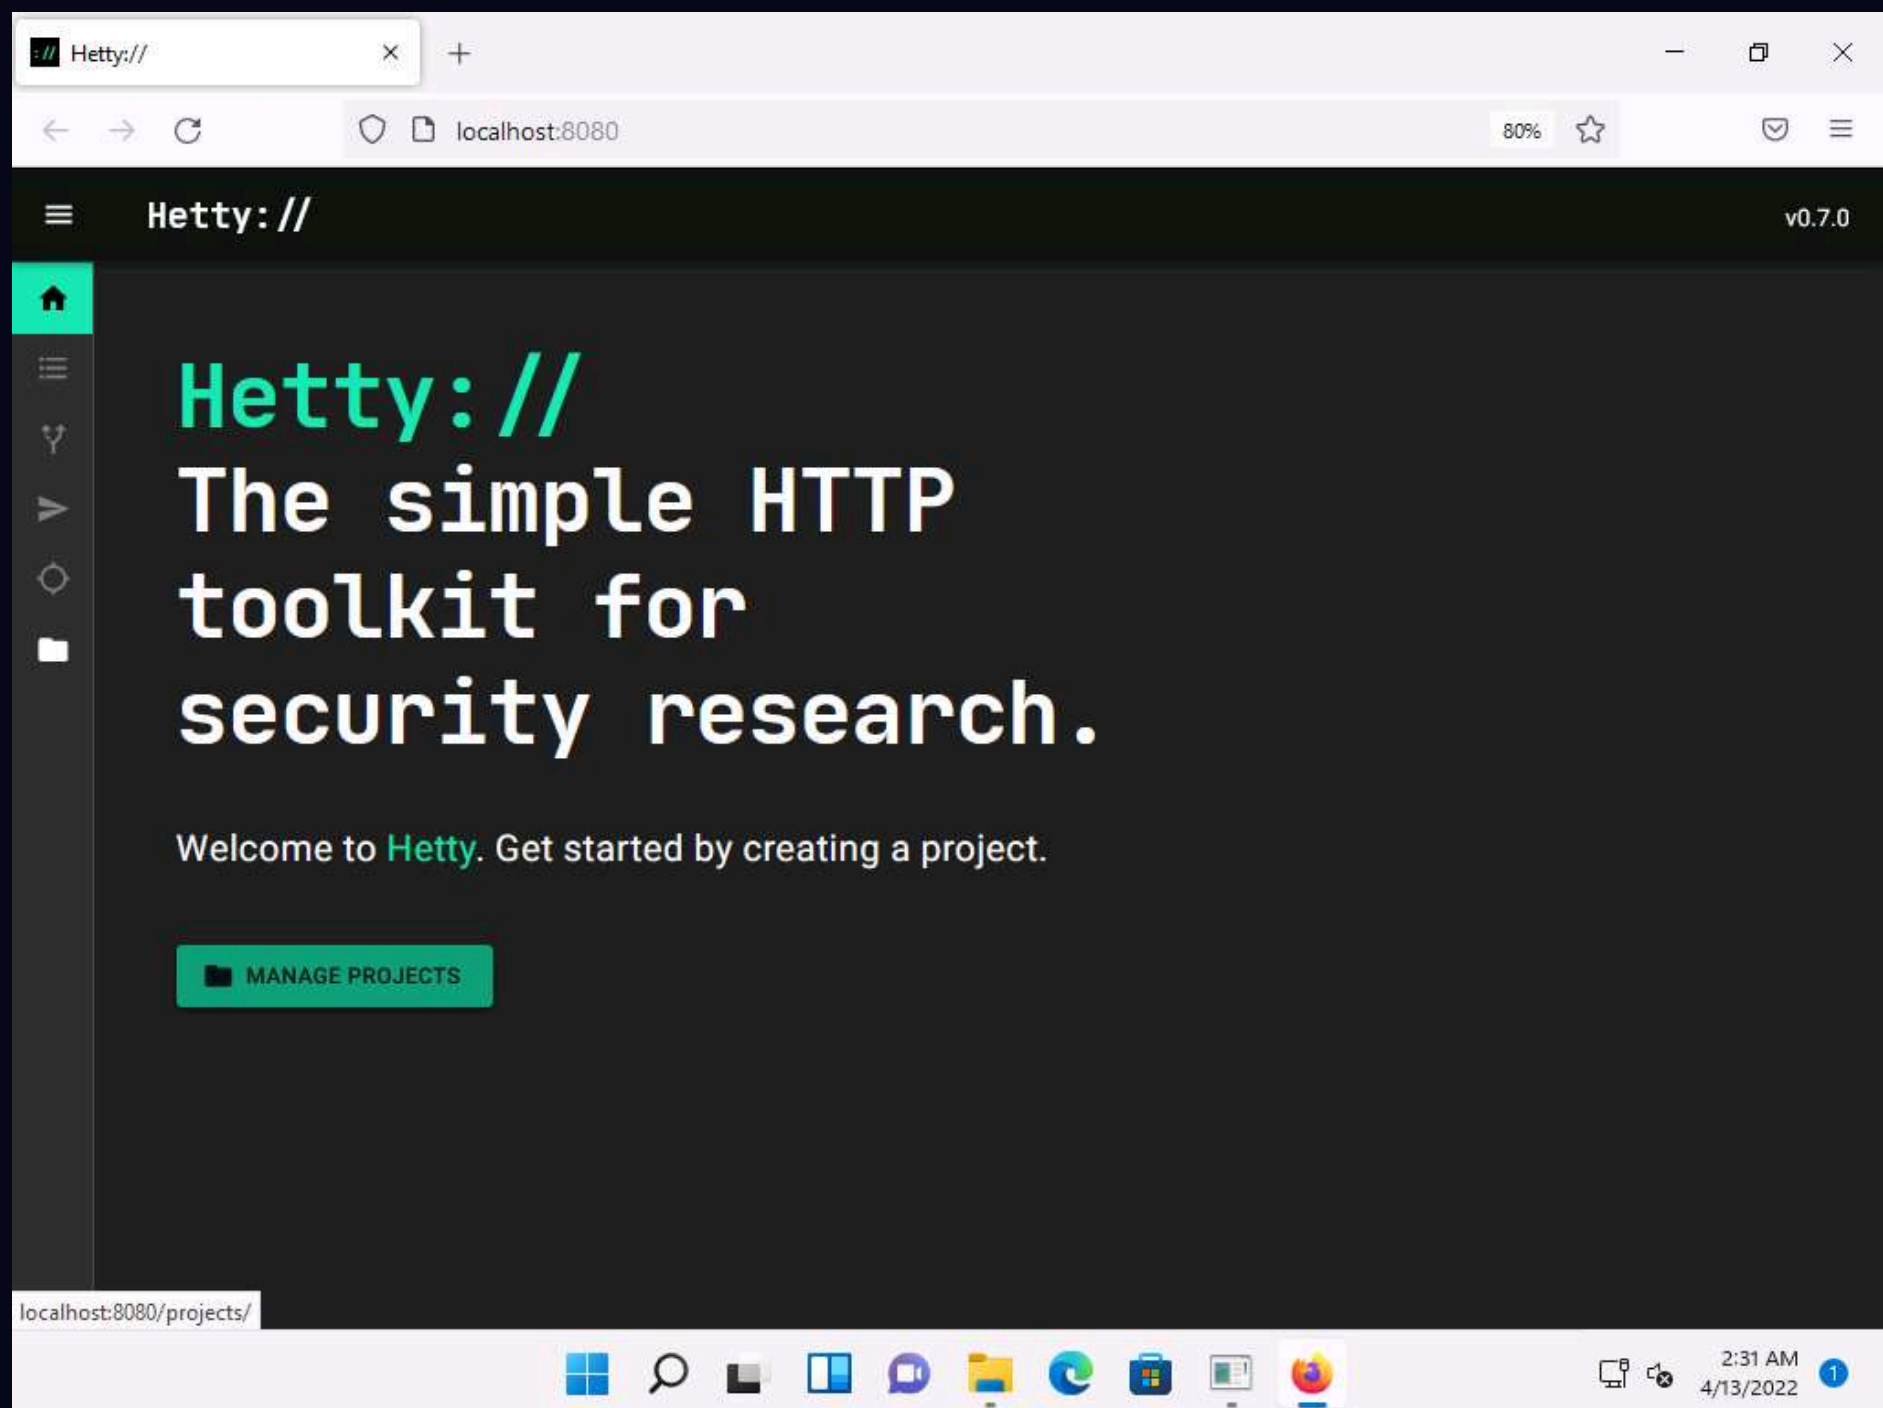 Hetty://
localhost:8080
80%
Hetty://
v0.7.0
Hetty://
The simple HTTP
toolkit for
security research.
Welcome to Hetty. Get started by creating a project.
MANAGE PROJECTS
localhost:8080/projects/
2:31 AM
4/13/2022
1